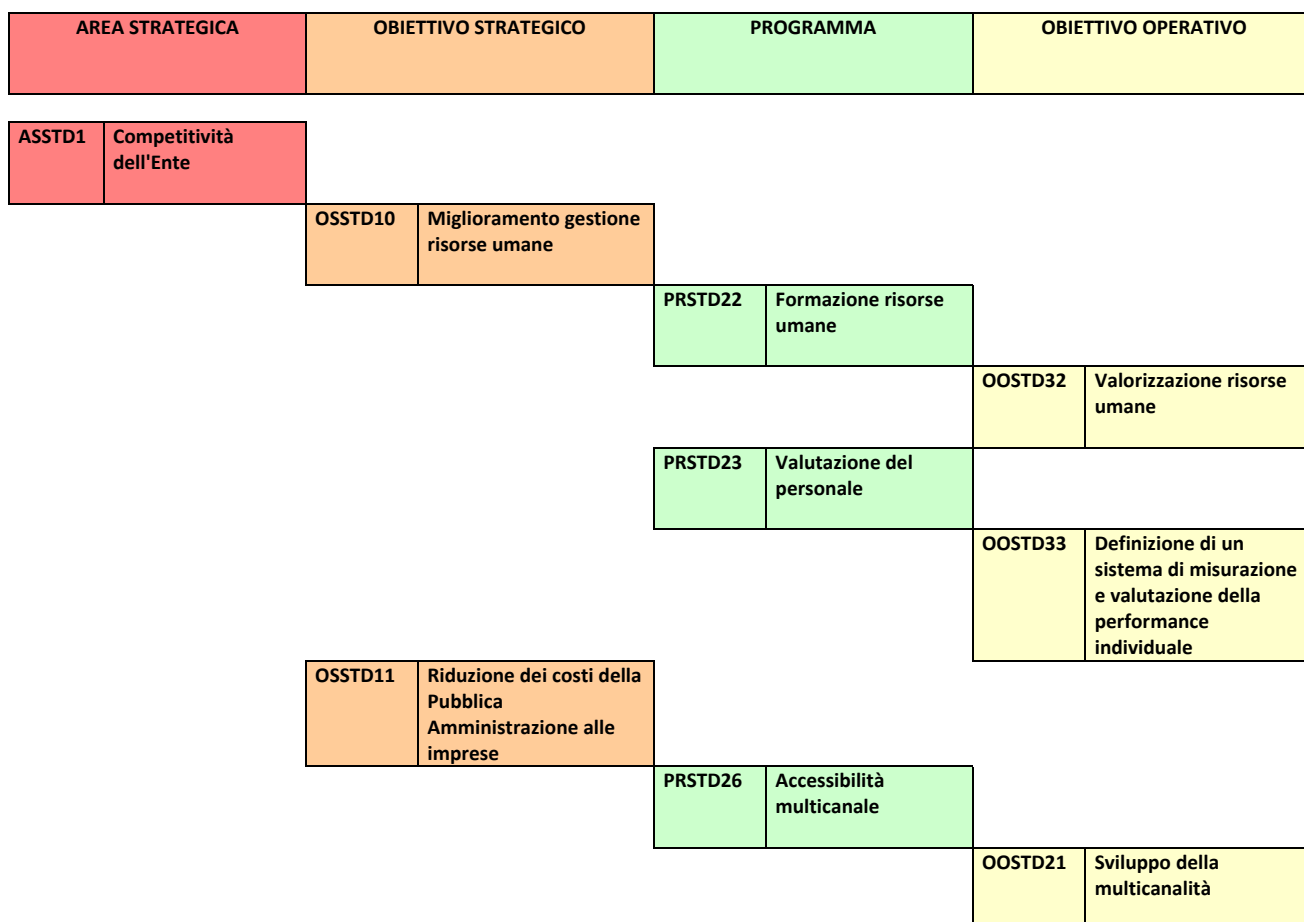 AREA STRATEGICA OBIETTIVO STRATEGICO PROGRAMMA OBIETTIVO OPERATIVO
ASSTD1 Competitività
dell'Ente
OSSTD10 Miglioramento gestione
risorse umane
PRSTD22 Formazione risorse
umane
OOSTD32 Valorizzazione risorse
umane
PRSTD23 Valutazione del
personale
OOSTD33 Definizione di un
sistema di misurazione
e valutazione della
performance
individuale
OSSTD11 Riduzione dei costi della
Pubblica
Amministrazione alle
imprese
PRSTD26 Accessibilità
multicanale
OOSTD21 Sviluppo della
multicanalità